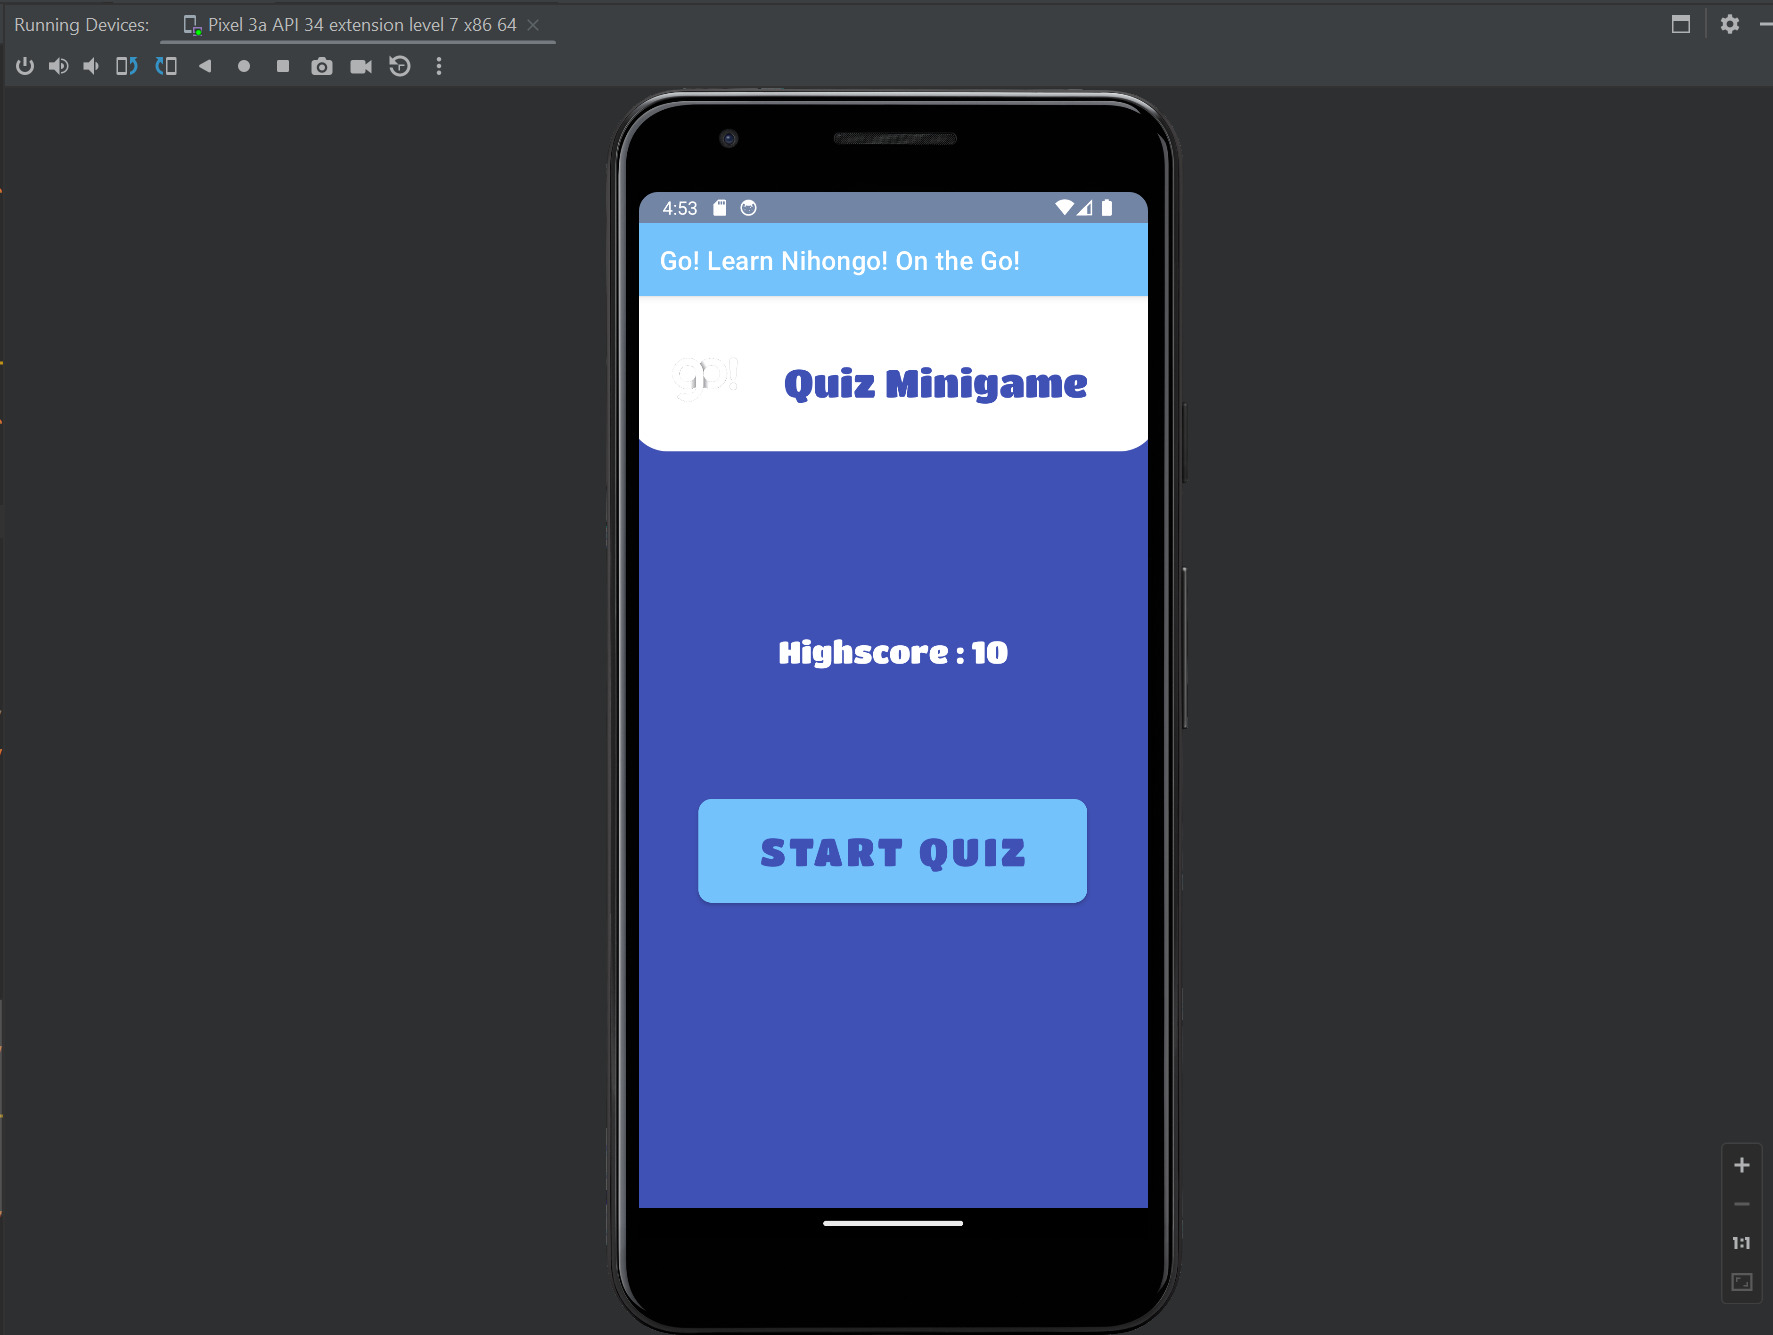 Running Devices:
Pixel 3a API 34 extension level 7 x86 64
4:53
Go! Learn Nihongo! On the Go!
go!
Quiz Minigame
Highscore : 10
START QUIZ
1:1